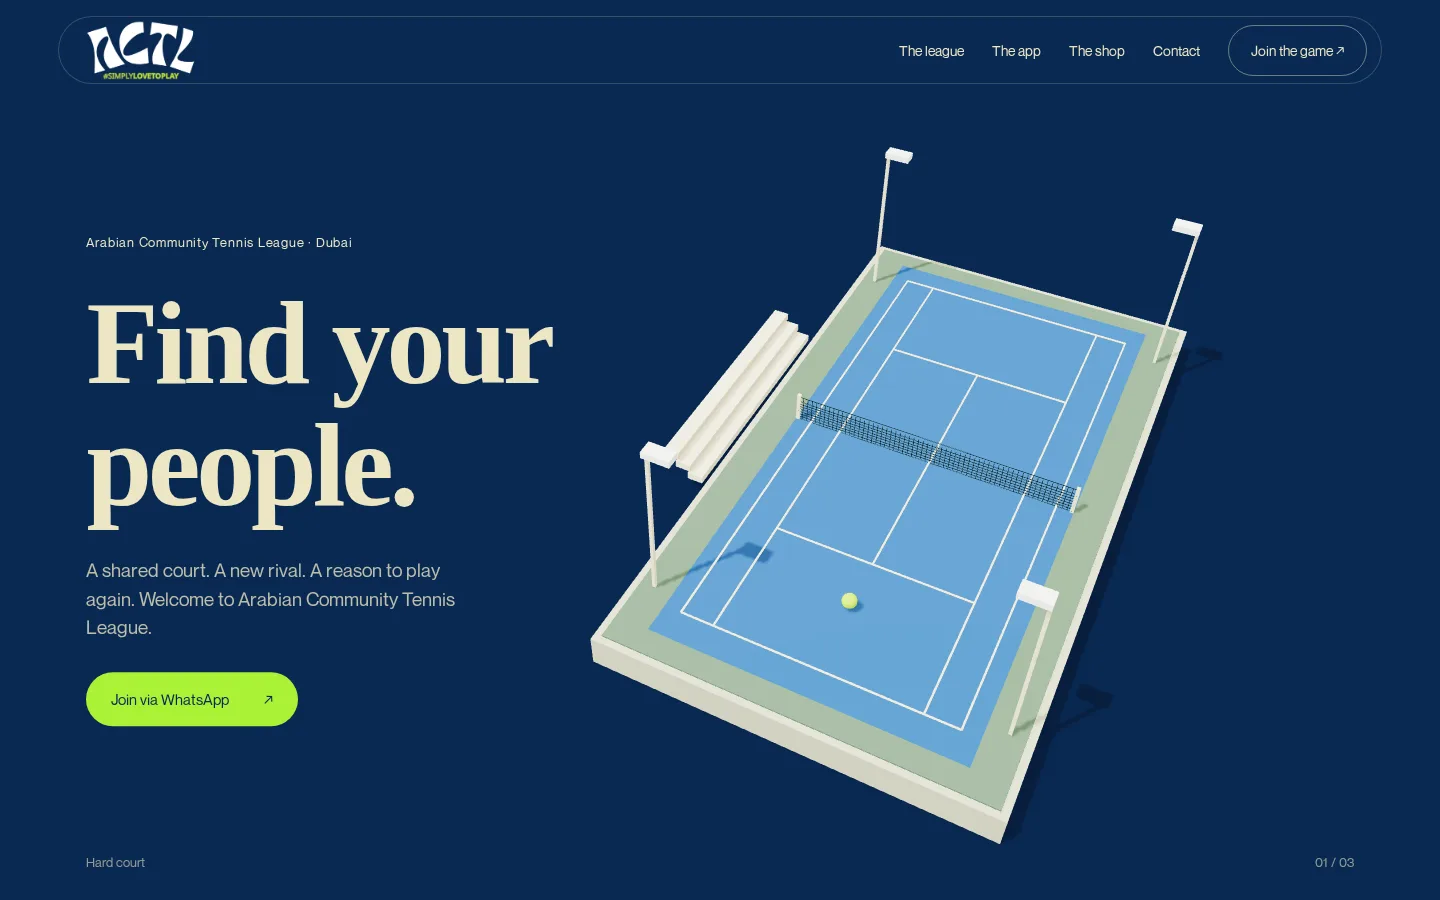 ACTL
#SIMPLYLOVETOPLAY
The league
The app
The shop
Contact
Join the game ↗
Arabian Community Tennis League · Dubai
Find your
people.
A shared court. A new rival. A reason to play
again. Welcome to Arabian Community Tennis
League.
Join via WhatsApp ↗
Hard court
01 / 03